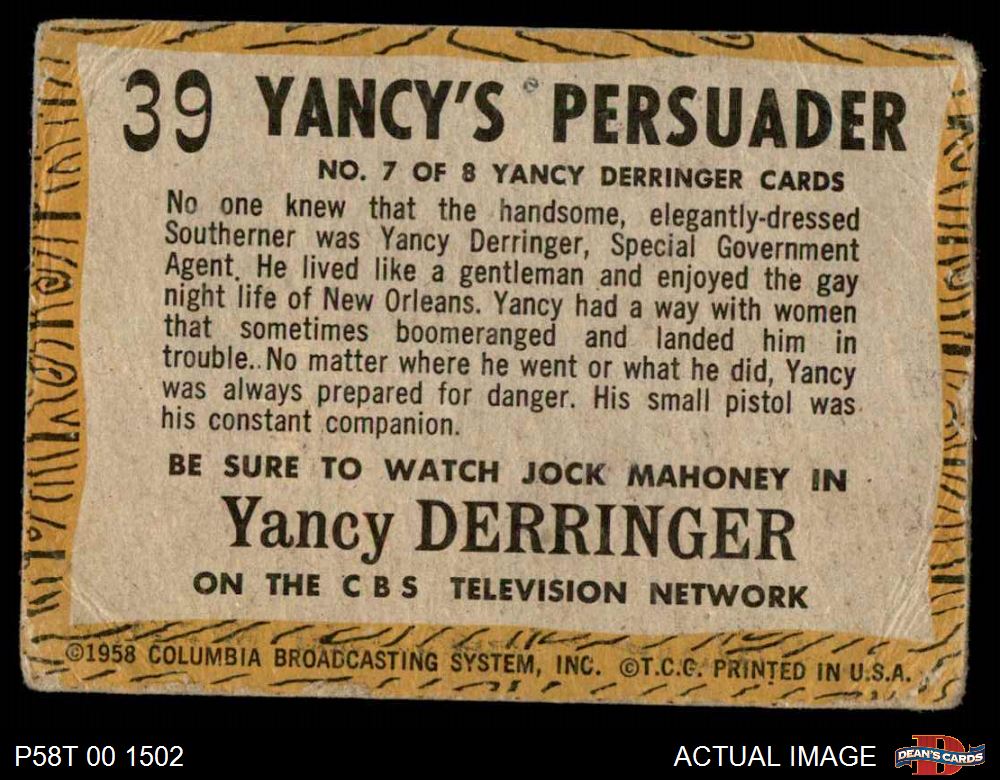 39 YANCY'S PERSUADER
NO. 7 OF 8 YANCY DERRINGER CARDS
No one knew that the handsome, elegantly-dressed
Southerner was Yancy Derringer, Special Government
Agent. He lived like a gentleman and enjoyed the gay
night life of New Orleans. Yancy had a way with women
that sometimes boomeranged and landed him in
trouble. No matter where he went or what he did, Yancy
was always prepared for danger. His small pistol was
his constant companion.
BE SURE TO WATCH JOCK MAHONEY IN
Yancy DERRINGER
ON THE CBS TELEVISION NETWORK
©1958 COLUMBIA BROADCASTING SYSTEM, INC. ©T.C.G. PRINTED IN U.S.A.
P58T 00 1502
ACTUAL IMAGE
DEAN'S CARDS